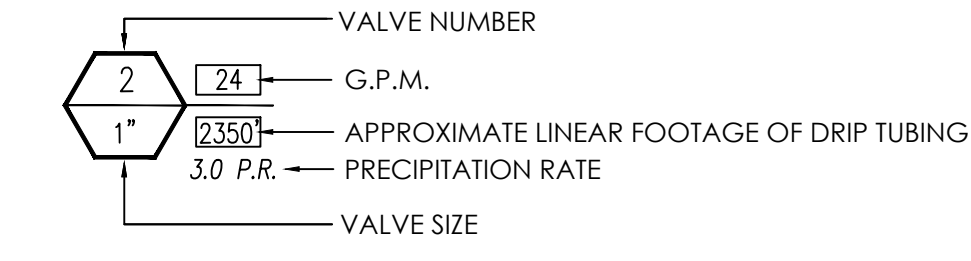 VALVE NUMBER
2 24 G.P.M.
1" 2350' APPROXIMATE LINEAR FOOTAGE OF DRIP TUBING
3.0 P.R. PRECIPITATION RATE
VALVE SIZE